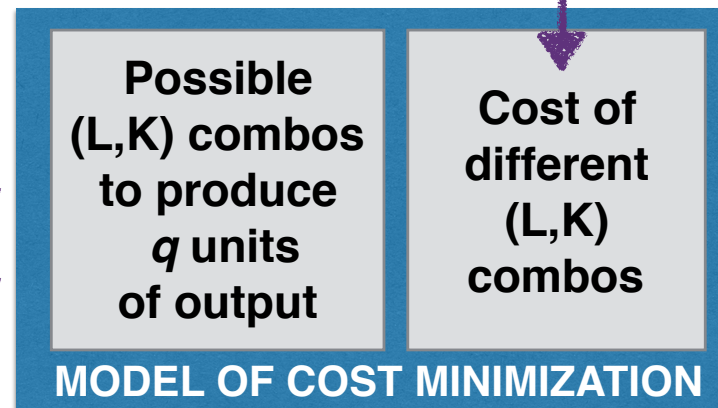 Possible
(L,K) combos
to produce
q units
of output
Cost of
different
(L,K)
combos
MODEL OF COST MINIMIZATION